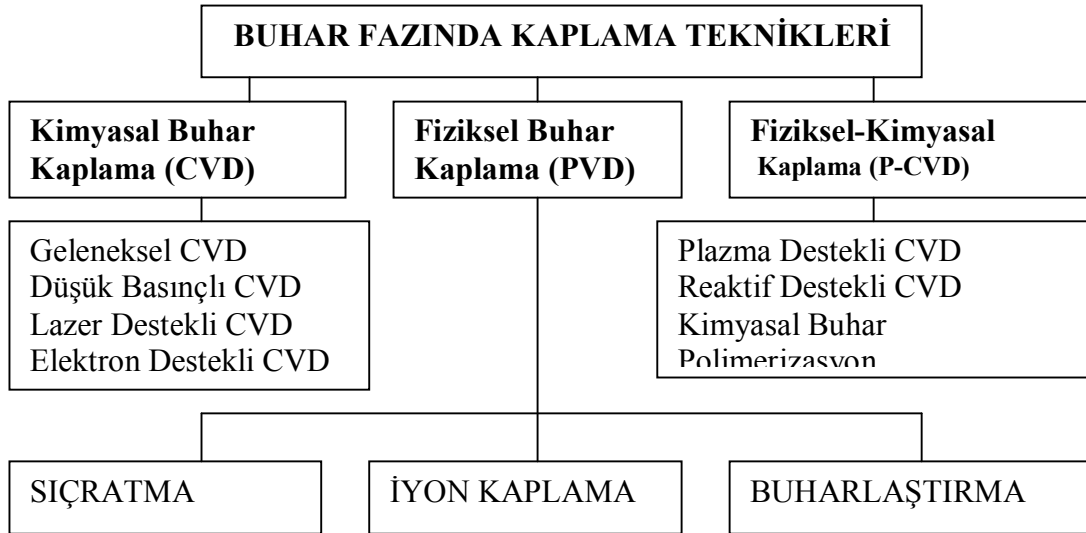 BUHAR FAZINDA KAPLAMA TEKNİKLERİ
Kimyasal Buhar
Kaplama (CVD)
Fiziksel Buhar
Kaplama (PVD)
Fiziksel-Kimyasal
Kaplama (P-CVD)
Geleneksel CVD
Düşük Basınçlı CVD
Lazer Destekli CVD
Elektron Destekli CVD
Plazma Destekli CVD
Reaktif Destekli CVD
Kimyasal Buhar
Polimerizasyon
SIÇRATMA
İYON KAPLAMA
BUHARLAŞTIRMA